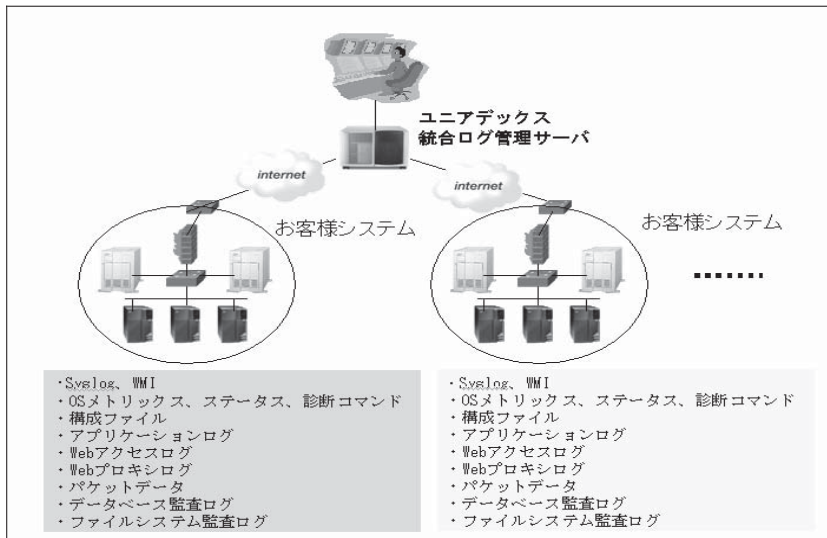 ユニアデックス
統合ログ管理サーバ
internet
internet
お客様システム
お客様システム
・Syslog、WMI
・OSメトリックス、ステータス、診断コマンド
・構成ファイル
・アプリケーションログ
・Webアクセスログ
・Webプロキシログ
・パケットデータ
・データベース監査ログ
・ファイルシステム監査ログ
・Syslog、WMI
・OSメトリックス、ステータス、診断コマンド
・構成ファイル
・アプリケーションログ
・Webアクセスログ
・Webプロキシログ
・パケットデータ
・データベース監査ログ
・ファイルシステム監査ログ